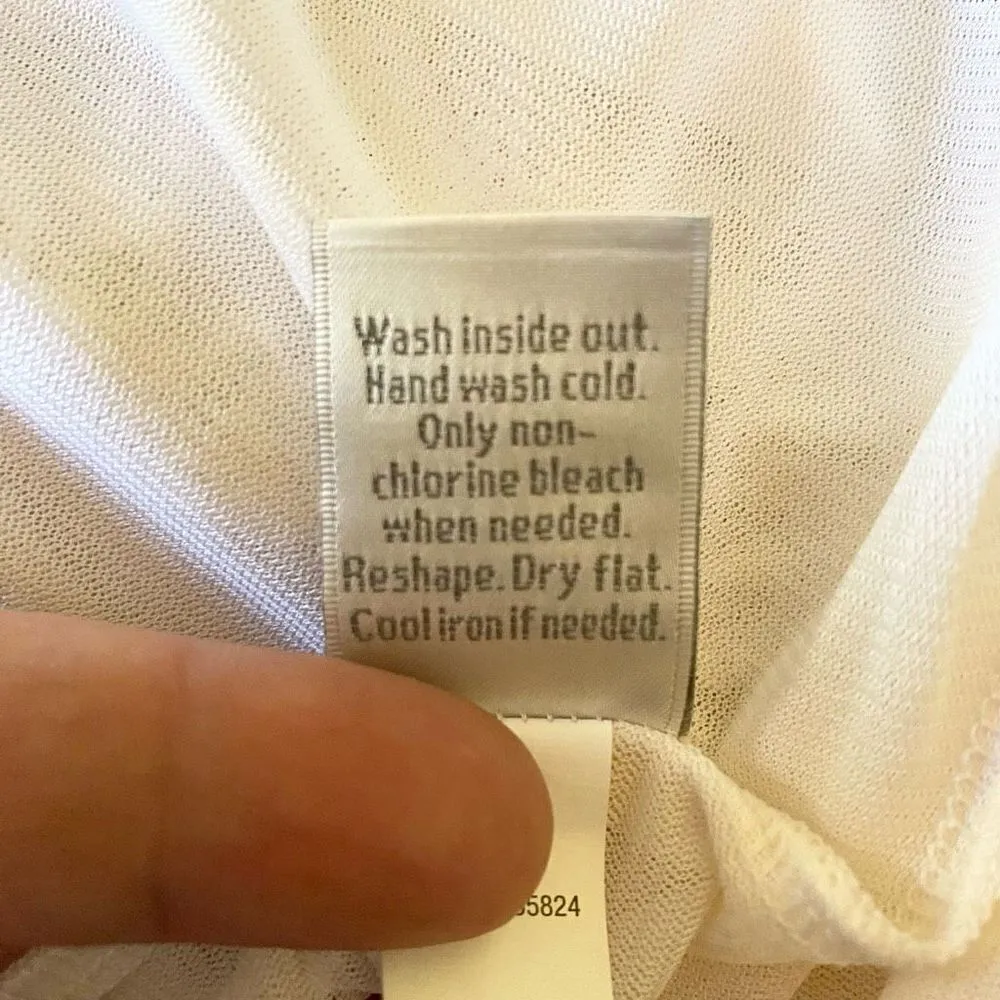 Wash inside out.
Hand wash cold.
Only non-
chlorine bleach
when needed.
Reshape. Dry flat.
Cool iron if needed.
5824